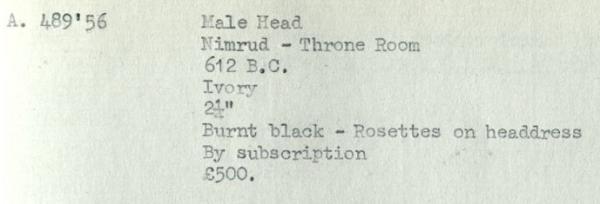 A. 489'56 Male Head
Nimrud - Throne Room
612 B.C.
Ivory
2¼"
Burnt black - Rosettes on headdress
By subscription
£500.